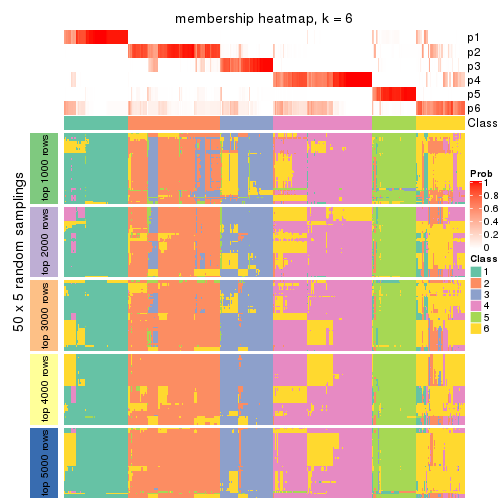 membership heatmap, k = 6
p1
p2
p3
p4
p5
p6
Class
50 x 5 random samplings
top 1000 rows
top 2000 rows
top 3000 rows
top 4000 rows
top 5000 rows
Prob
1
0.8
0.6
0.4
0.2
0
Class
1
2
3
4
5
6